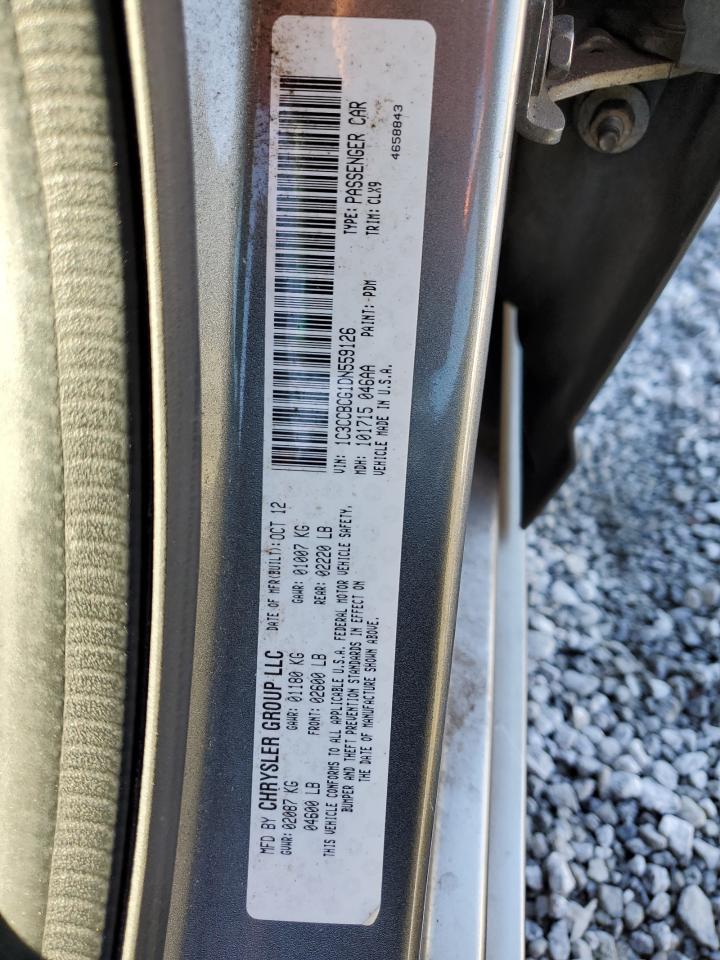 MFD BY CHRYSLER GROUP LLC DATE OF MFR(BUILT):OCT 12
GVWR: 02087 KG GAWR: 01180 KG GAWR: 01007 KG
04600 LB FRONT: 02600 LB REAR: 02220 LB
THIS VEHICLE CONFORMS TO ALL APPLICABLE U.S.A. FEDERAL MOTOR VEHICLE SAFETY,
BUMPER AND THEFT PREVENTION STANDARDS IN EFFECT ON
THE DATE OF MANUFACTURE SHOWN ABOVE.
VIN: 1C3CCBCG1DN559126 TYPE: PASSENGER CAR
MDH: 101715 046AA PAINT: PDM TRIM: CLX9
VEHICLE MADE IN U.S.A.
4658843